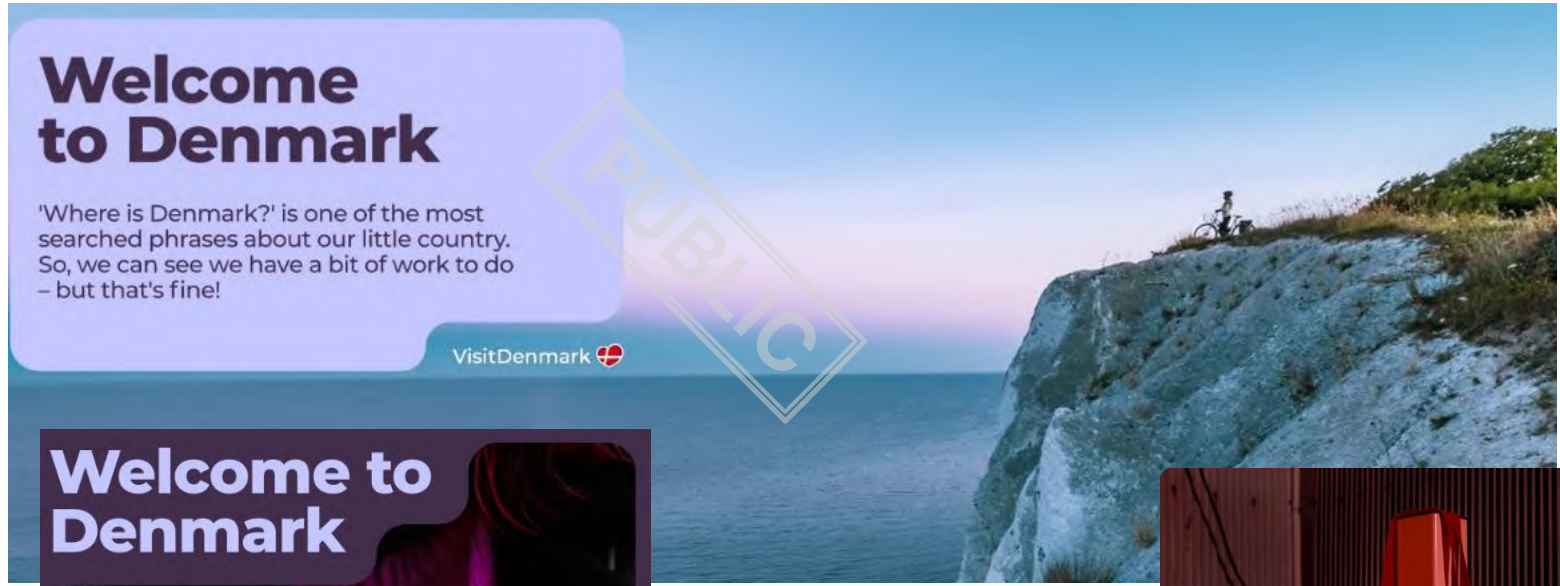 Welcome
to Denmark
'Where is Denmark?' is one of the most
searched phrases about our little country.
So, we can see we have a bit of work to do
– but that's fine!
VisitDenmark
PUBLIC
Welcome to
Denmark